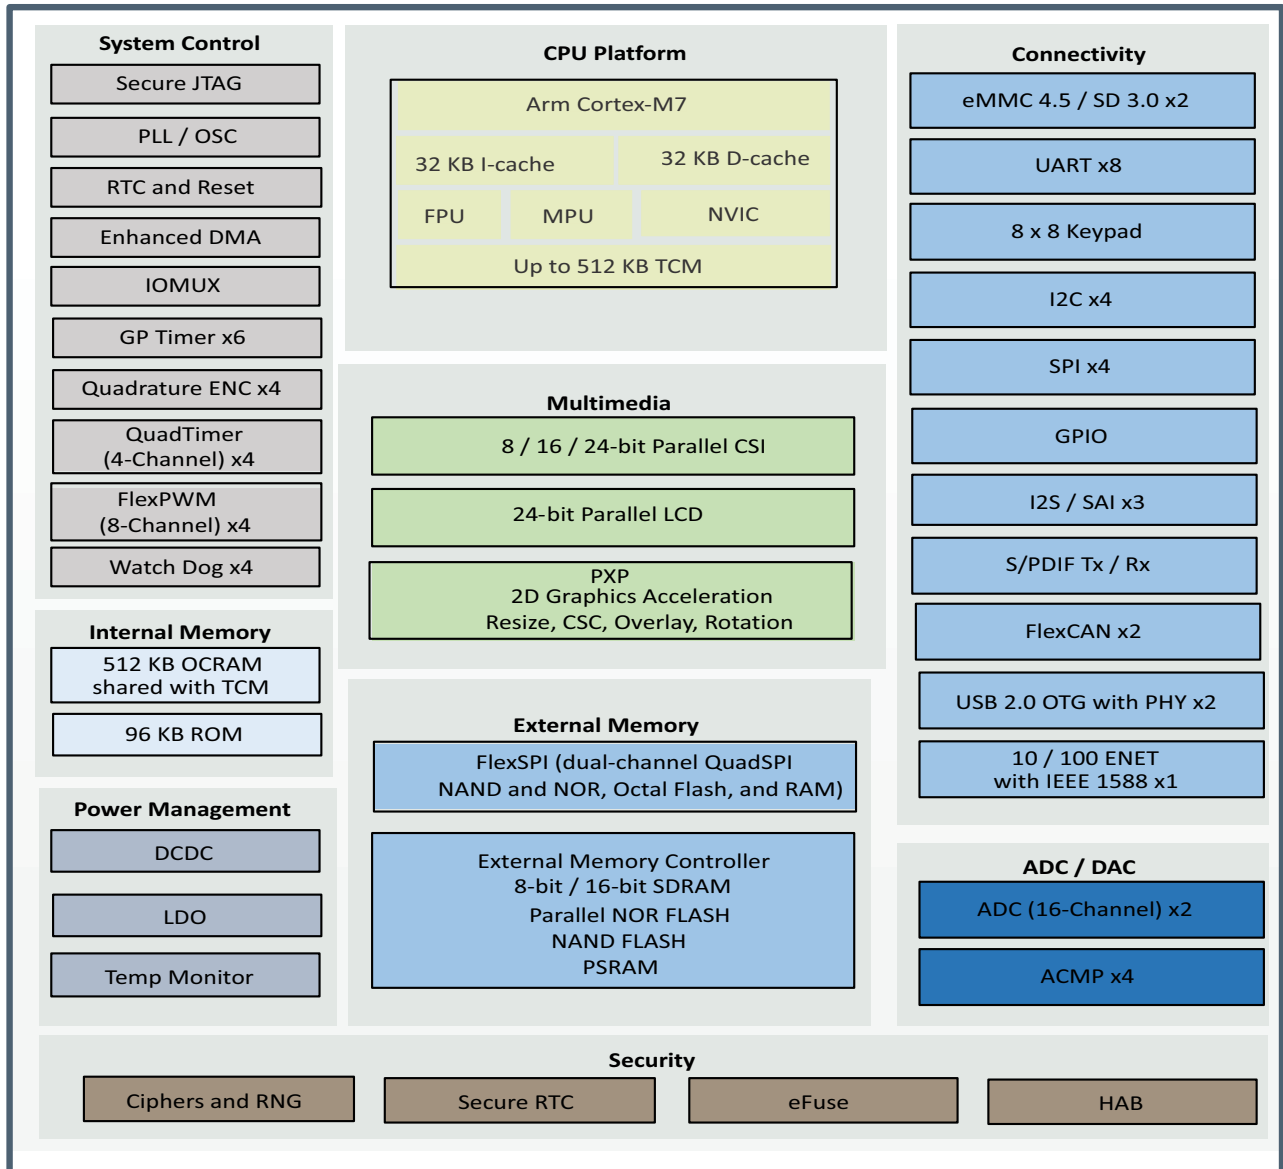 System Control
Secure JTAG
PLL / OSC
RTC and Reset
Enhanced DMA
IOMUX
GP Timer x6
Quadrature ENC x4
QuadTimer
(4-Channel) x4
FlexPWM
(8-Channel) x4
Watch Dog x4
Internal Memory
512 KB OCRAM
shared with TCM
96 KB ROM
Power Management
DCDC
LDO
Temp Monitor
CPU Platform
Arm Cortex-M7
32 KB I-cache
32 KB D-cache
FPU
MPU
NVIC
Up to 512 KB TCM
Multimedia
8 / 16 / 24-bit Parallel CSI
24-bit Parallel LCD
PXP
2D Graphics Acceleration
Resize, CSC, Overlay, Rotation
External Memory
FlexSPI (dual-channel QuadSPI
NAND and NOR, Octal Flash, and RAM)
External Memory Controller
8-bit / 16-bit SDRAM
Parallel NOR FLASH
NAND FLASH
PSRAM
Connectivity
eMMC 4.5 / SD 3.0 x2
UART x8
8 x 8 Keypad
I2C x4
SPI x4
GPIO
I2S / SAI x3
S/PDIF Tx / Rx
FlexCAN x2
USB 2.0 OTG with PHY x2
10 / 100 ENET
with IEEE 1588 x1
ADC / DAC
ADC (16-Channel) x2
ACMP x4
Security
Ciphers and RNG
Secure RTC
eFuse
HAB